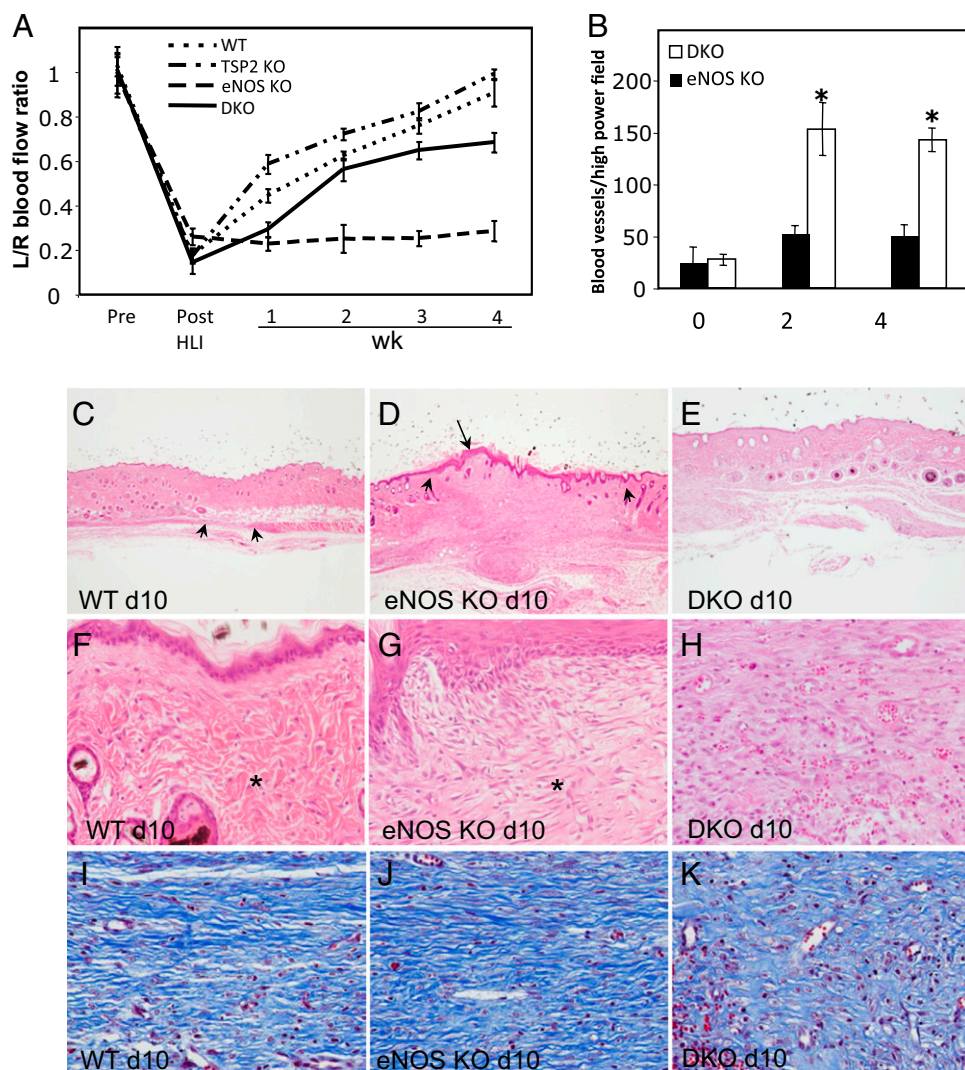 A
WT
TSP2 KO
eNOS KO
DKO
L/R blood flow ratio
1
0.8
0.6
0.4
0.2
0
Pre
Post
HLI
1
2
3
4
wk
B
DKO
eNOS KO
Blood vessels/high power field
200
150
100
50
0
*
*
0
2
4
C
WT d10
D
eNOS KO d10
E
DKO d10
F
*
WT d10
G
*
eNOS KO d10
H
DKO d10
I
WT d10
J
eNOS KO d10
K
DKO d10